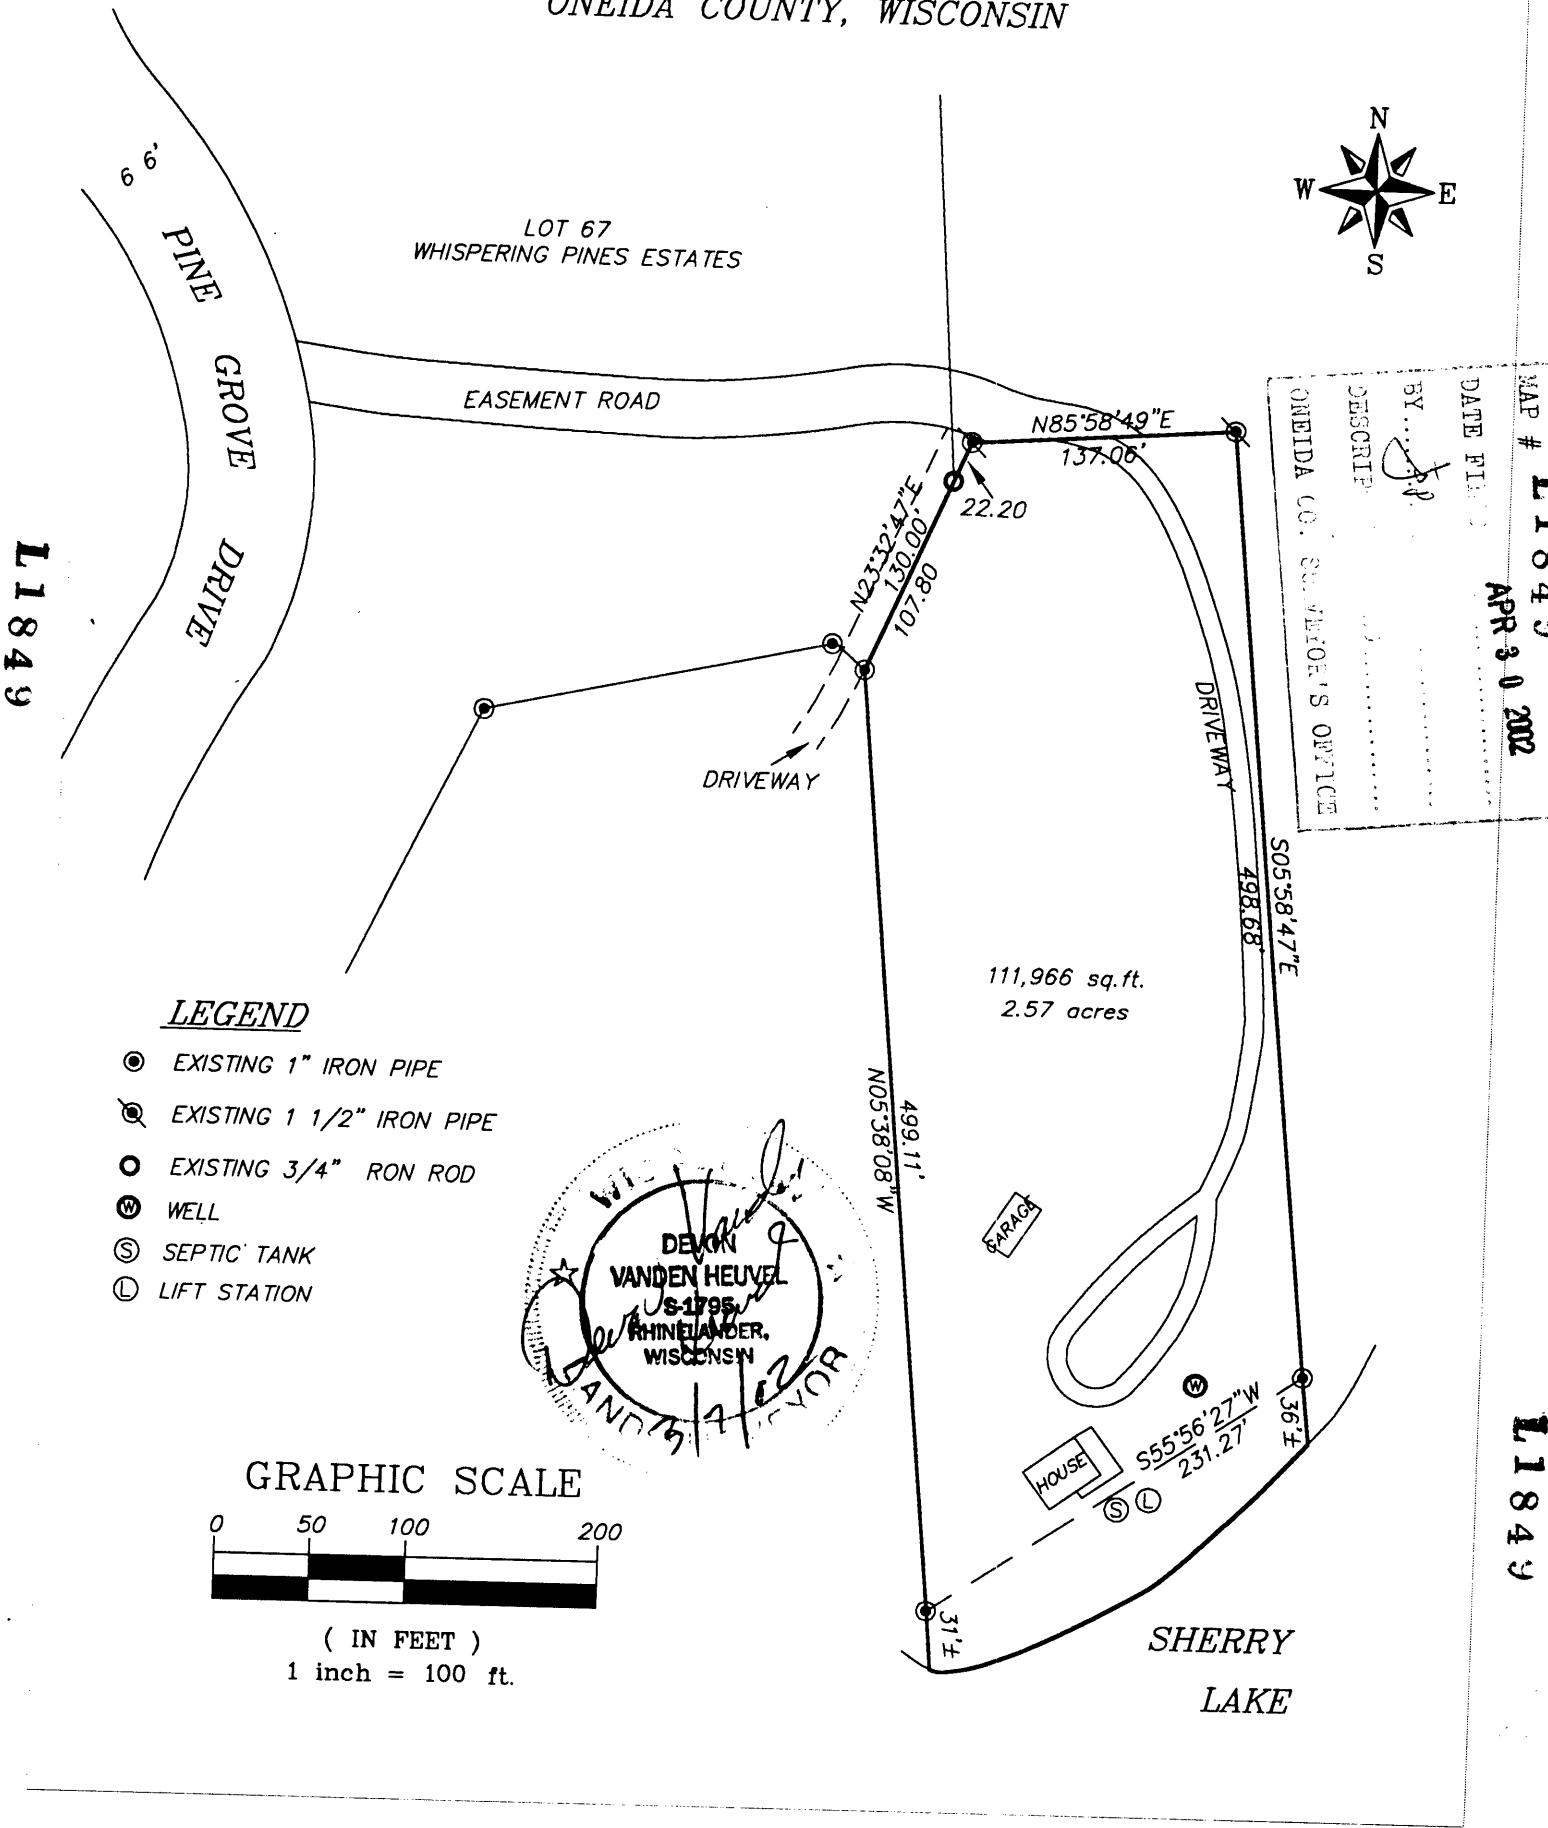 ONEIDA COUNTY, WISCONSIN
66'
PINE GROVE DRIVE
LOT 67
WHISPERING PINES ESTATES
N
W
E
S
EASEMENT ROAD
N85°58'49"E
137.06'
22.20
N23°32'47"E
130.00'
107.80
DRIVEWAY
DRIVEWAY
MAP # L1849
DATE
APR 30 2002
BY
DESCRIP
ONEIDA CO. OFFICE
L1849
S05°58'47"E
498.68'
111,966 sq.ft.
2.57 acres
N05°38'08"W
499.11'
LEGEND
EXISTING 1" IRON PIPE
EXISTING 1 1/2" IRON PIPE
EXISTING 3/4" RON ROD
W WELL
S SEPTIC TANK
L LIFT STATION
GARAGE
DEVON
VANDEN HEUVEL
S-1795
RHINELANDER,
WISCONSIN
LAND
3/7/02
W
S55°56'27"W
231.27'
36'±
HOUSE
S
L
31'±
GRAPHIC SCALE
0 50 100 200
( IN FEET )
1 inch = 100 ft.
SHERRY
LAKE
L1849